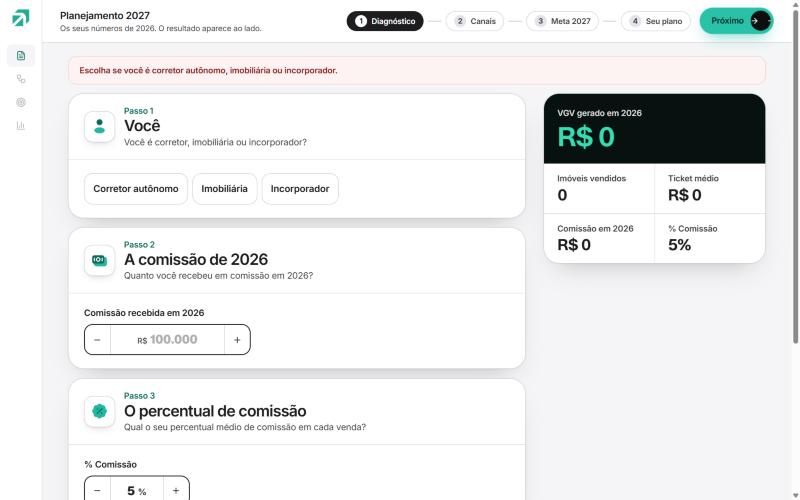 Planejamento 2027
Os seus números de 2026. O resultado aparece ao lado.
1 Diagnóstico
2 Canais
3 Meta 2027
4 Seu plano
Próximo
Escolha se você é corretor autônomo, imobiliária ou incorporador.
Passo 1
Você
Você é corretor, imobiliária ou incorporador?
Corretor autônomo
Imobiliária
Incorporador
Passo 2
A comissão de 2026
Quanto você recebeu em comissão em 2026?
Comissão recebida em 2026
− R$ 100.000 +
Passo 3
O percentual de comissão
Qual o seu percentual médio de comissão em cada venda?
% Comissão
− 5 % +
VGV gerado em 2026
R$ 0
Imóveis vendidos
0
Ticket médio
R$ 0
Comissão em 2026
R$ 0
% Comissão
5%